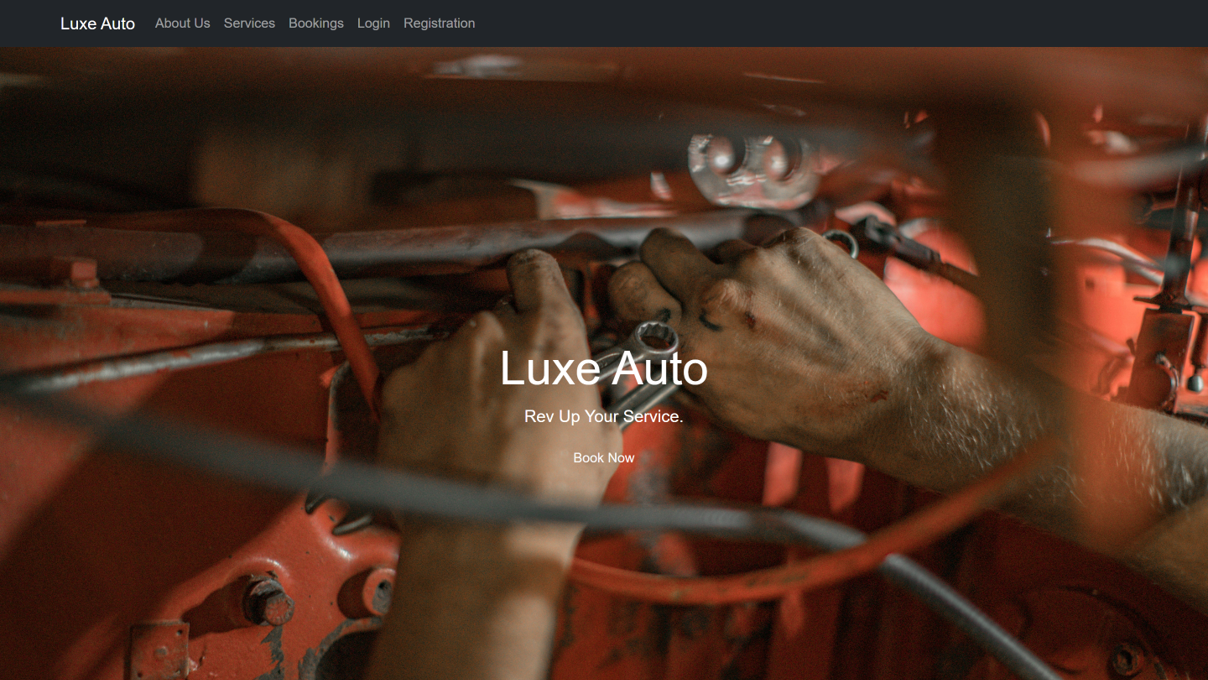 Luxe Auto About Us Services Bookings Login Registration
Luxe Auto
Rev Up Your Service.
Book Now